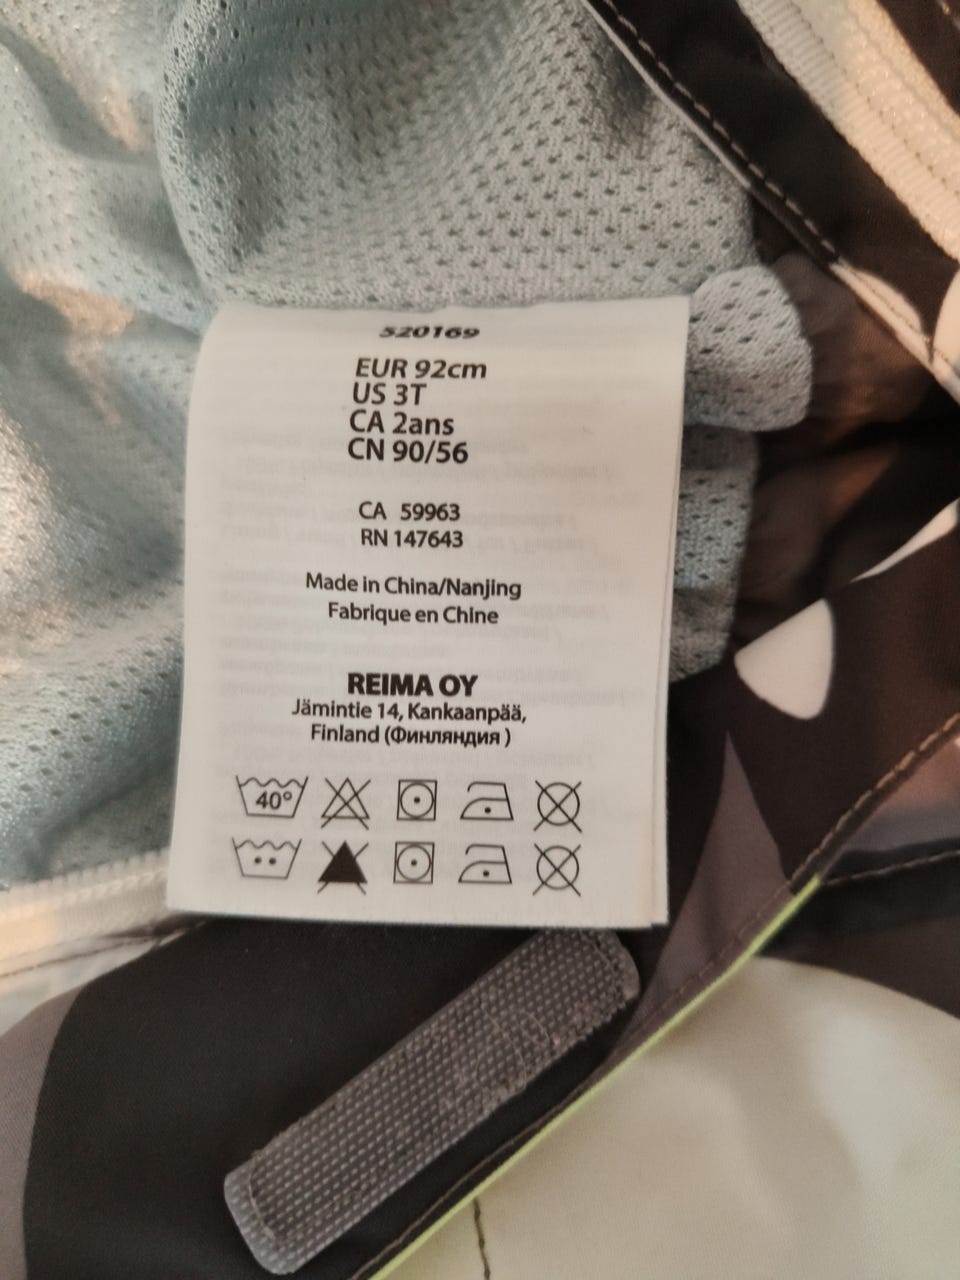 520169
EUR 92cm
US 3T
CA 2ans
CN 90/56
CA 59963
RN 147643
Made in China/Nanjing
Fabrique en Chine
REIMA OY
Jämintie 14, Kankaanpää,
Finland (Финляндия )
40°